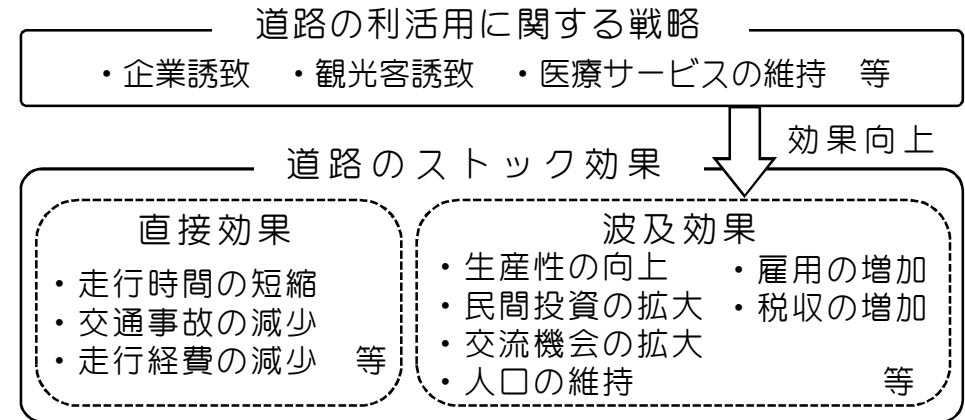 道路の利活用に関する戦略
・企業誘致　・観光客誘致　・医療サービスの維持　等
効果向上
道路のストック効果
直接効果
・走行時間の短縮
・交通事故の減少
・走行経費の減少　等
波及効果
・生産性の向上　・雇用の増加
・民間投資の拡大　・税収の増加
・交流機会の拡大
・人口の維持　等